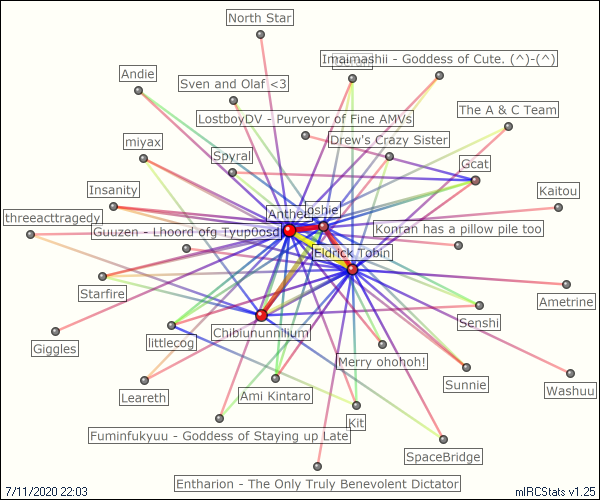 North Star
Imaimashii - Goddess of Cute. (^)-(^)
Andie
Sven and Olaf <3
LostboyDV - Purveyor of Fine AMVs
The A & C Team
miyax
Drew's Crazy Sister
Spyral
Gcat
Insanity
Kaitou
threeacttragedy
Guuzen - Lhoord ofg Tyup0osd
Konran has a pillow pile too
Eldrick Tobin
Starfire
Ametrine
Senshi
Chibiununnilium
littlecog
Giggles
Merry ohohoh!
Sunnie
Washuu
Leareth
Ami Kintaro
Kit
Fuminfukyuu - Goddess of Staying up Late
SpaceBridge
Entharion - The Only Truly Benevolent Dictator
7/11/2020 22:03
mIRCStats v1.25